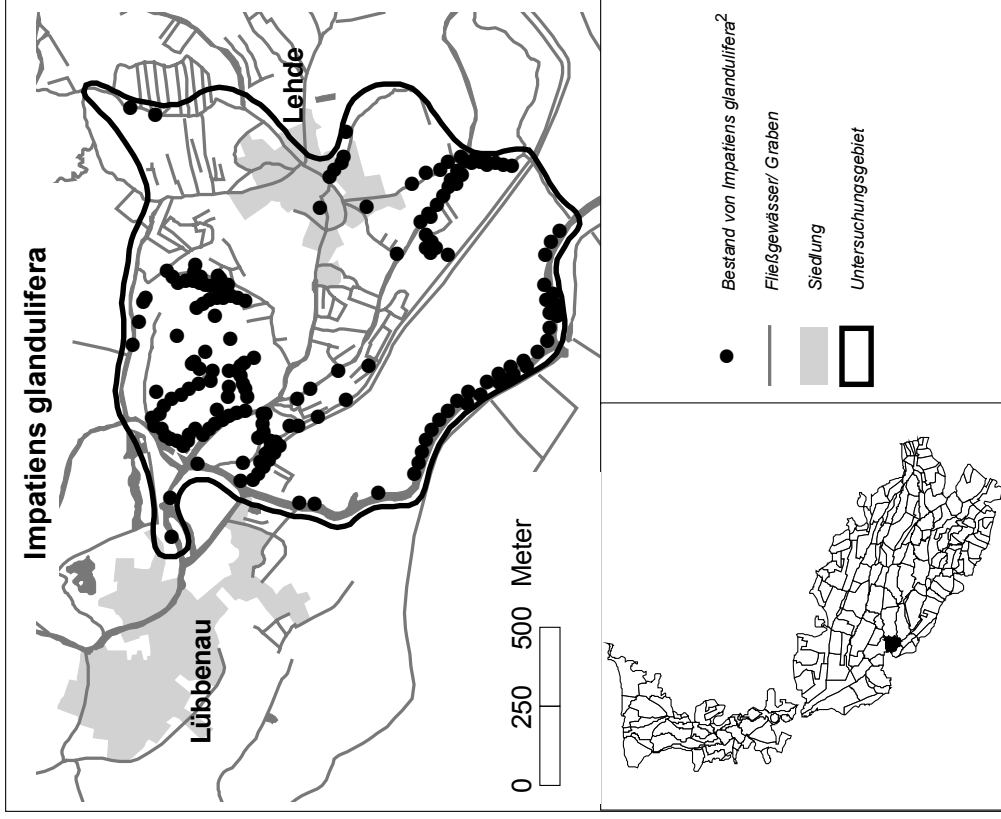 Impatiens glandulifera
Lübbenau
Lehde
0 250 500 Meter
Bestand von Impatiens glandulifera²
Fließgewässer/ Graben
Siedlung
Untersuchungsgebiet